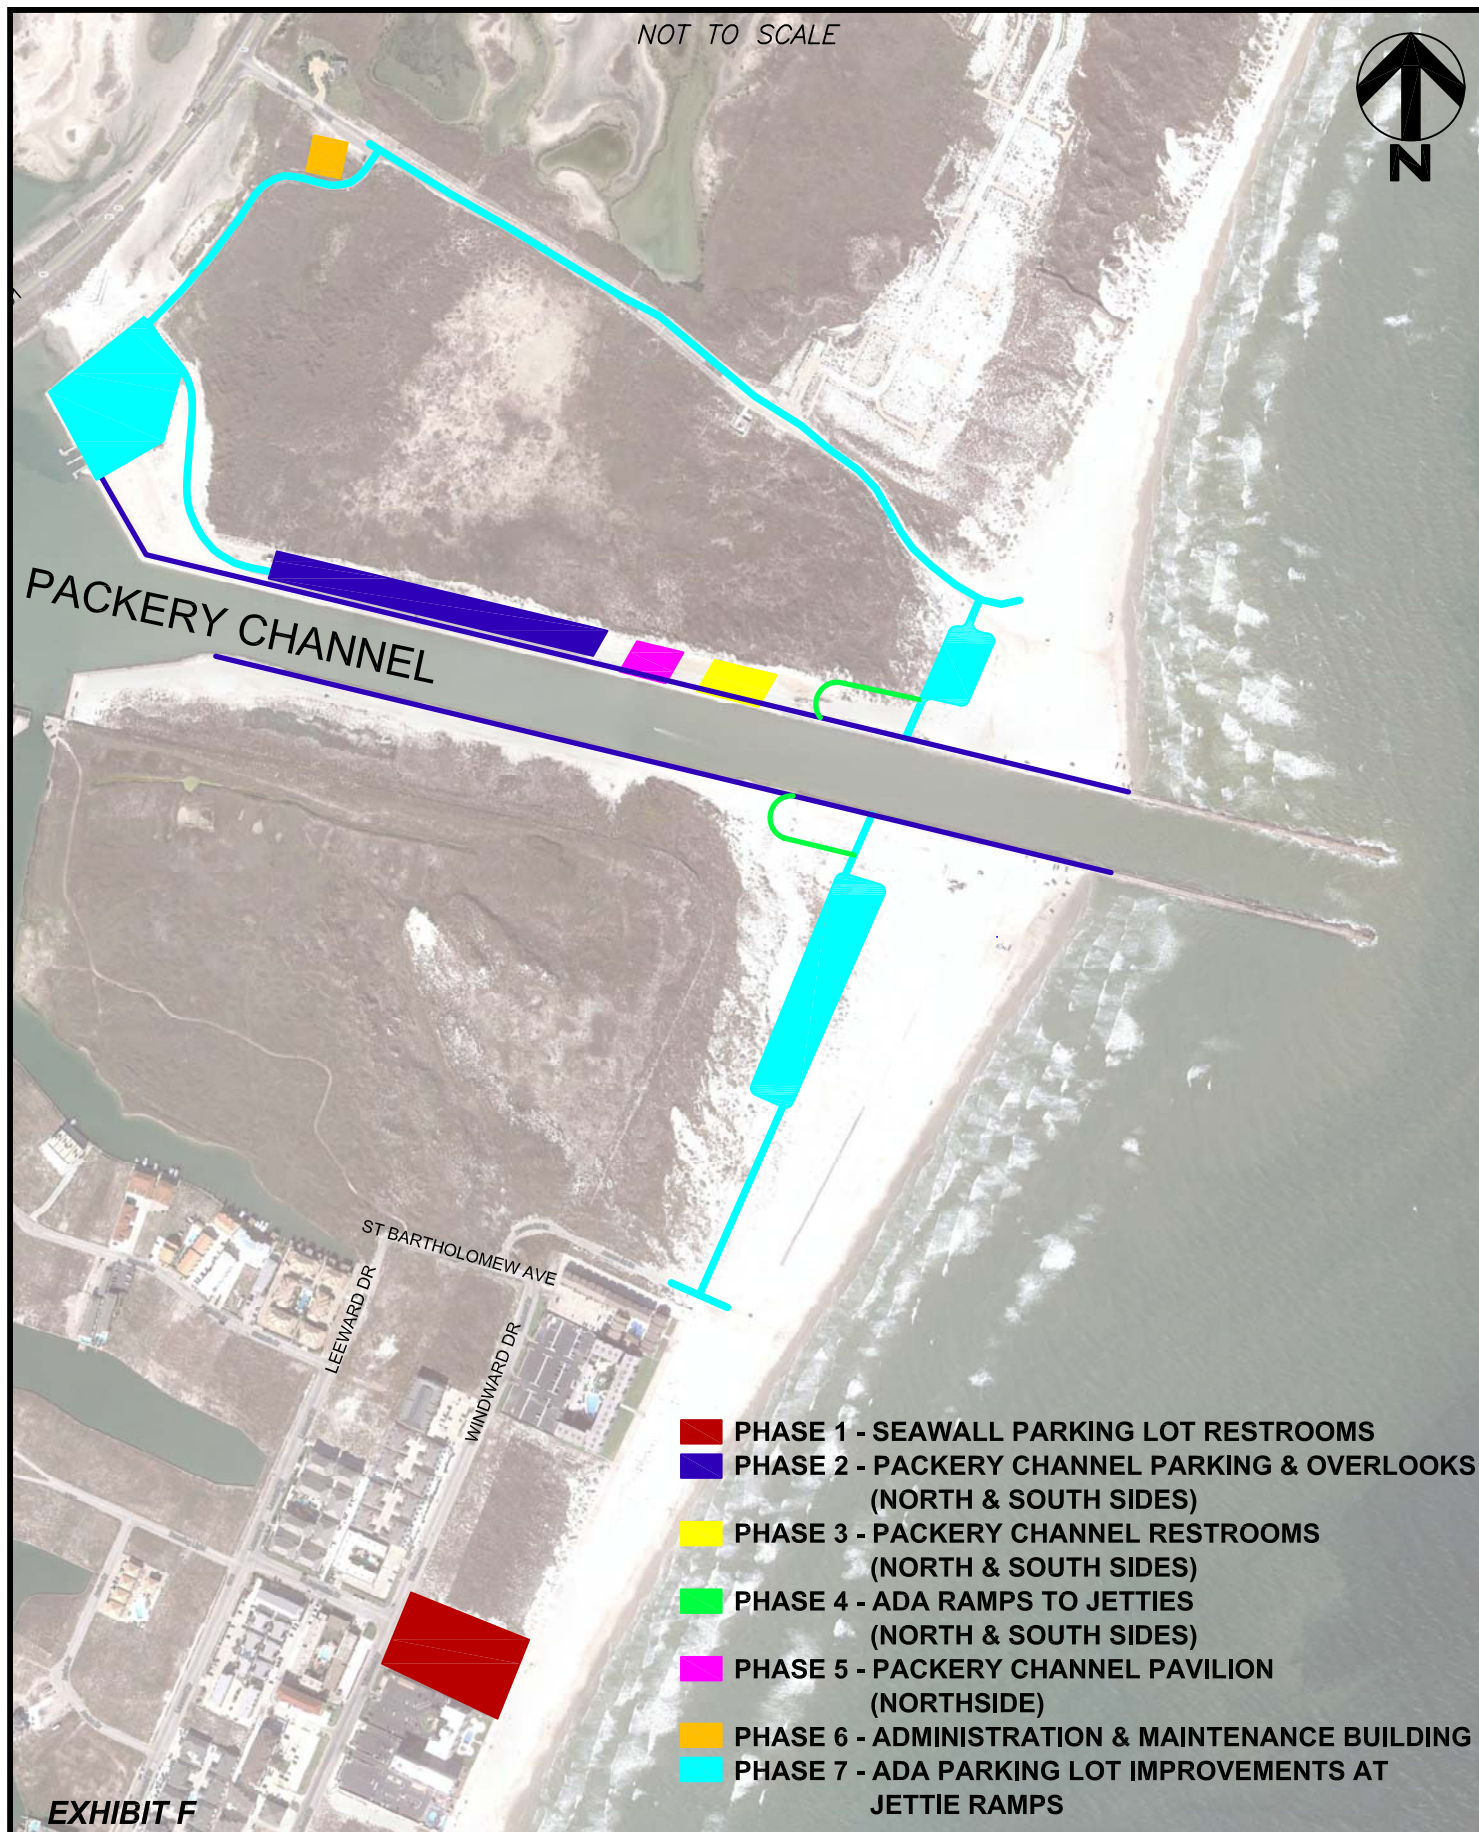 NOT TO SCALE
N
PACKERY CHANNEL
ST BARTHOLOMEW AVE
LEEWARD DR
WINDWARD DR
PHASE 1 - SEAWALL PARKING LOT RESTROOMS
PHASE 2 - PACKERY CHANNEL PARKING & OVERLOOKS
(NORTH & SOUTH SIDES)
PHASE 3 - PACKERY CHANNEL RESTROOMS
(NORTH & SOUTH SIDES)
PHASE 4 - ADA RAMPS TO JETTIES
(NORTH & SOUTH SIDES)
PHASE 5 - PACKERY CHANNEL PAVILION
(NORTHSIDE)
PHASE 6 - ADMINISTRATION & MAINTENANCE BUILDING
PHASE 7 - ADA PARKING LOT IMPROVEMENTS AT
JETTIE RAMPS
EXHIBIT F